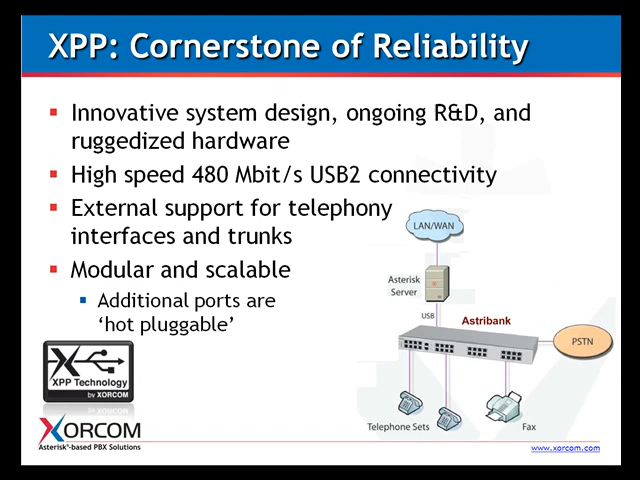 XPP: Cornerstone of Reliability
Innovative system design, ongoing R&D, and
ruggedized hardware
High speed 480 Mbit/s USB2 connectivity
External support for telephony
interfaces and trunks
Modular and scalable
Additional ports are
‘hot pluggable’
LAN/WAN
Asterisk
Server
USB
Astribank
PSTN
Telephone Sets
Fax
XPP Technology
by XORCOM
XORCOM
Asterisk®-based PBX Solutions
www.xorcom.com